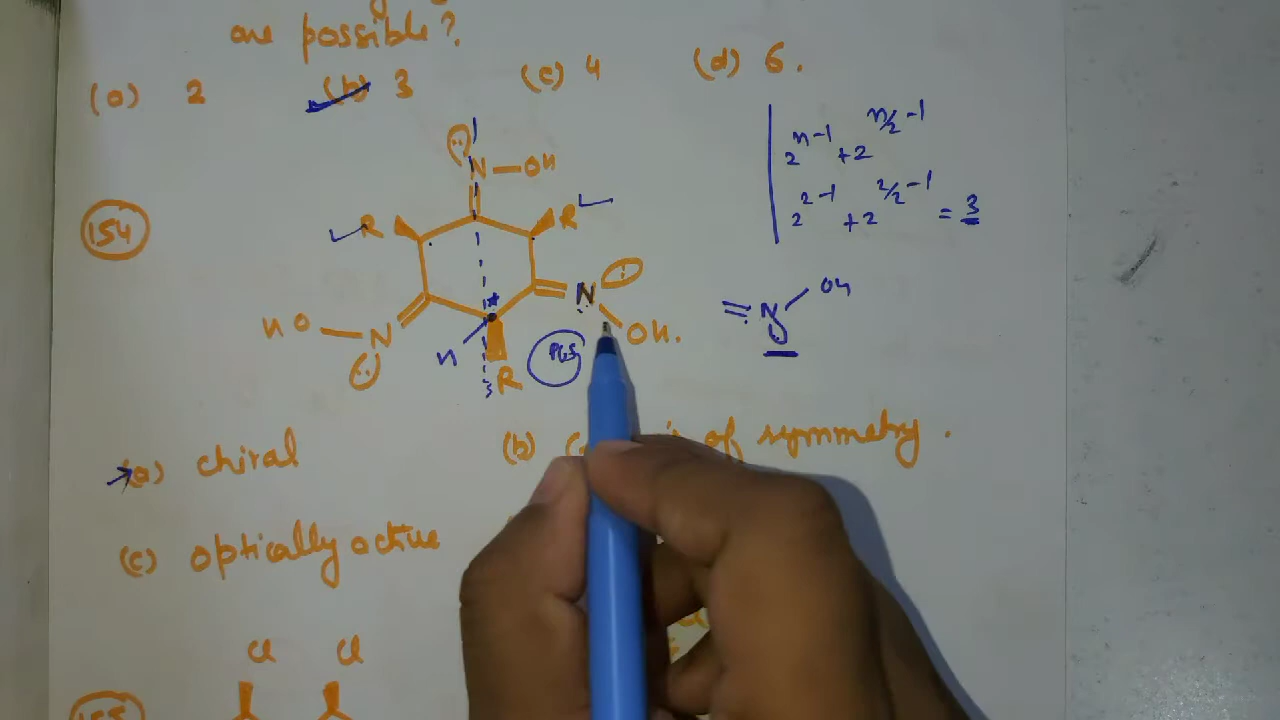 are possible?
(a) 2 (b) 3 (c) 4 (d) 6.
2^{n-1} + 2^{n/2-1}
2^{2-1} + 2^{2/2-1} = 3
154
N—OH
R R
N
OH.
HO—N
H
R
POS
=N OH
(a) chiral
(b) of symmetry.
(c) optically active
Cl Cl
155